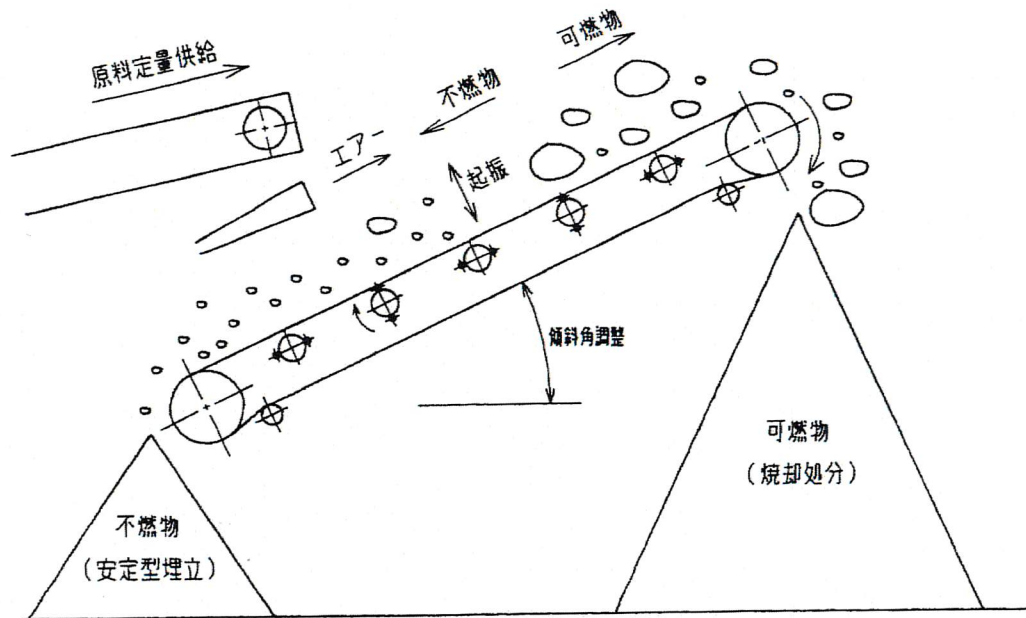 原料定量供給
エアー
不燃物
可燃物
起振
傾斜角調整
不燃物
(安定型埋立)
可燃物
(焼却処分)